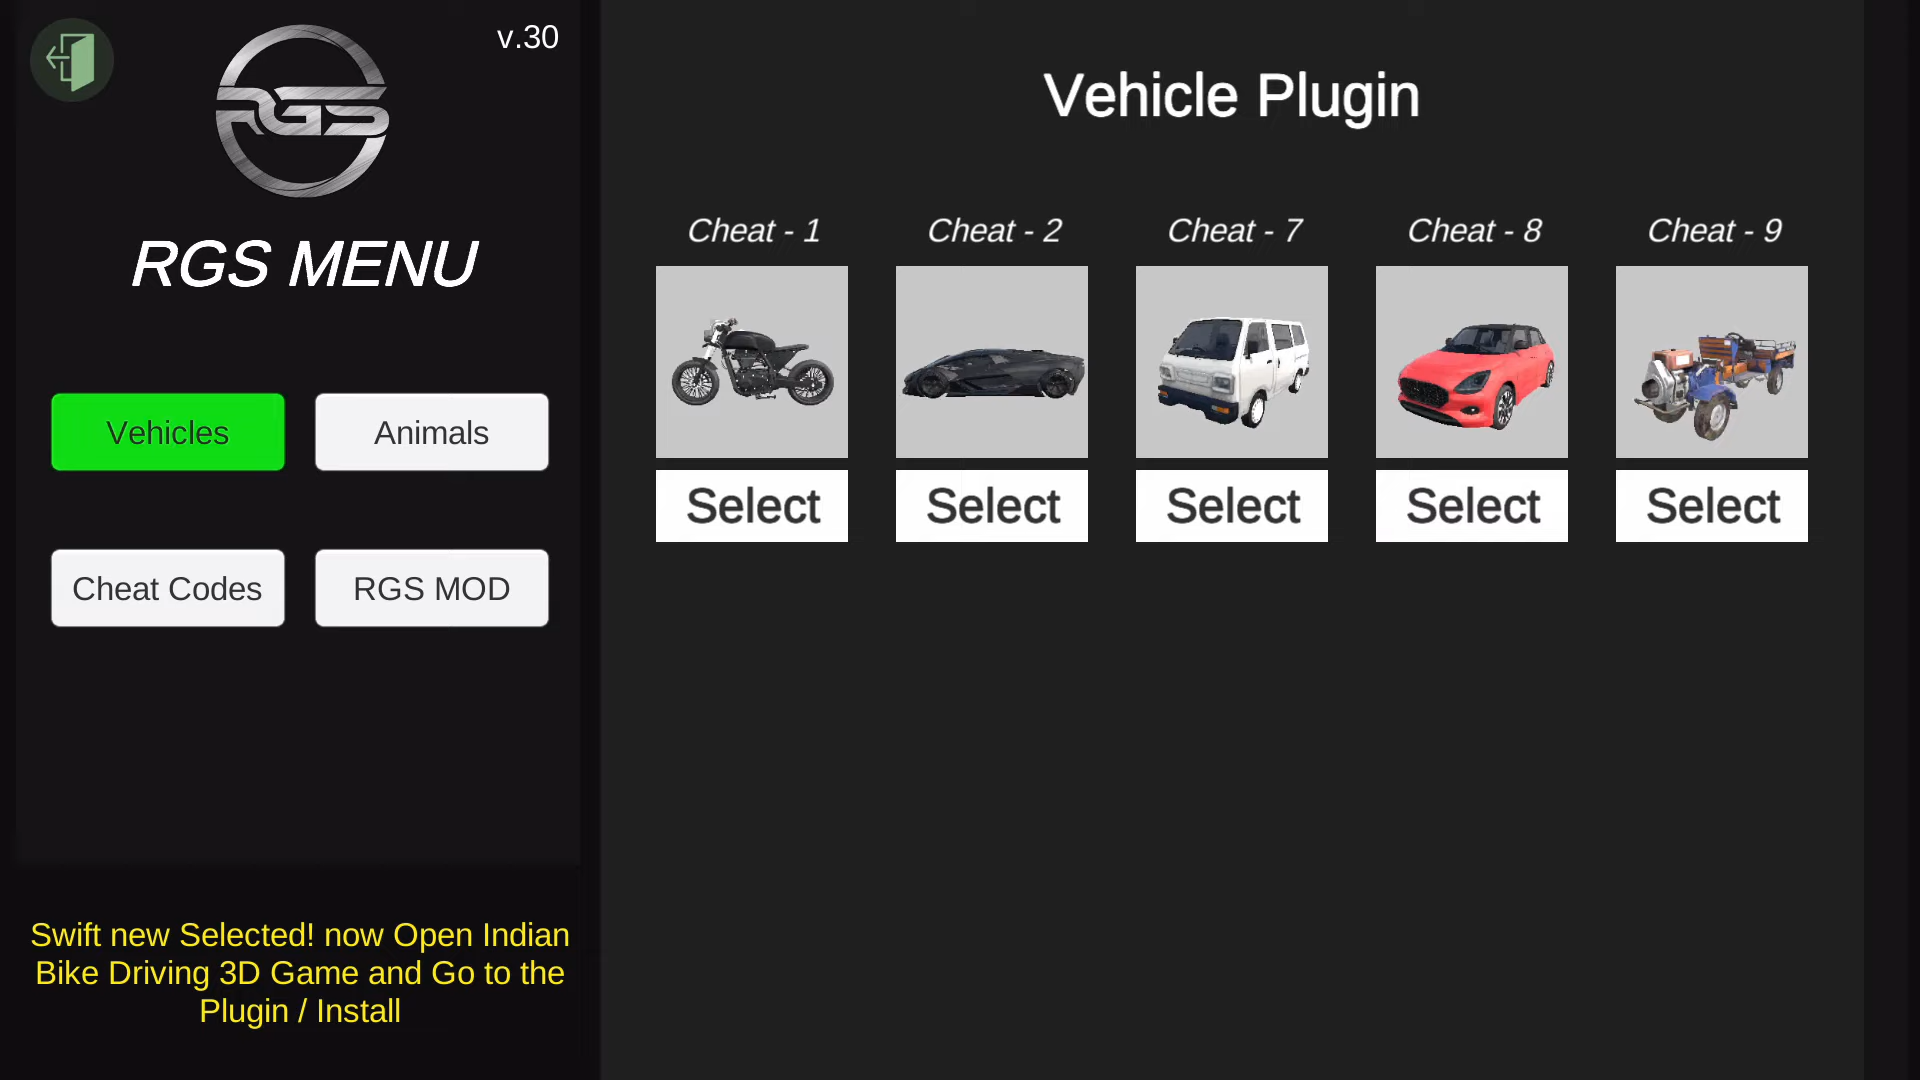 v.30
RGS
RGS MENU
Vehicles
Animals
Cheat Codes
RGS MOD
Swift new Selected! now Open Indian
Bike Driving 3D Game and Go to the
Plugin / Install
Vehicle Plugin
Cheat - 1
Cheat - 2
Cheat - 7
Cheat - 8
Cheat - 9
Select
Select
Select
Select
Select